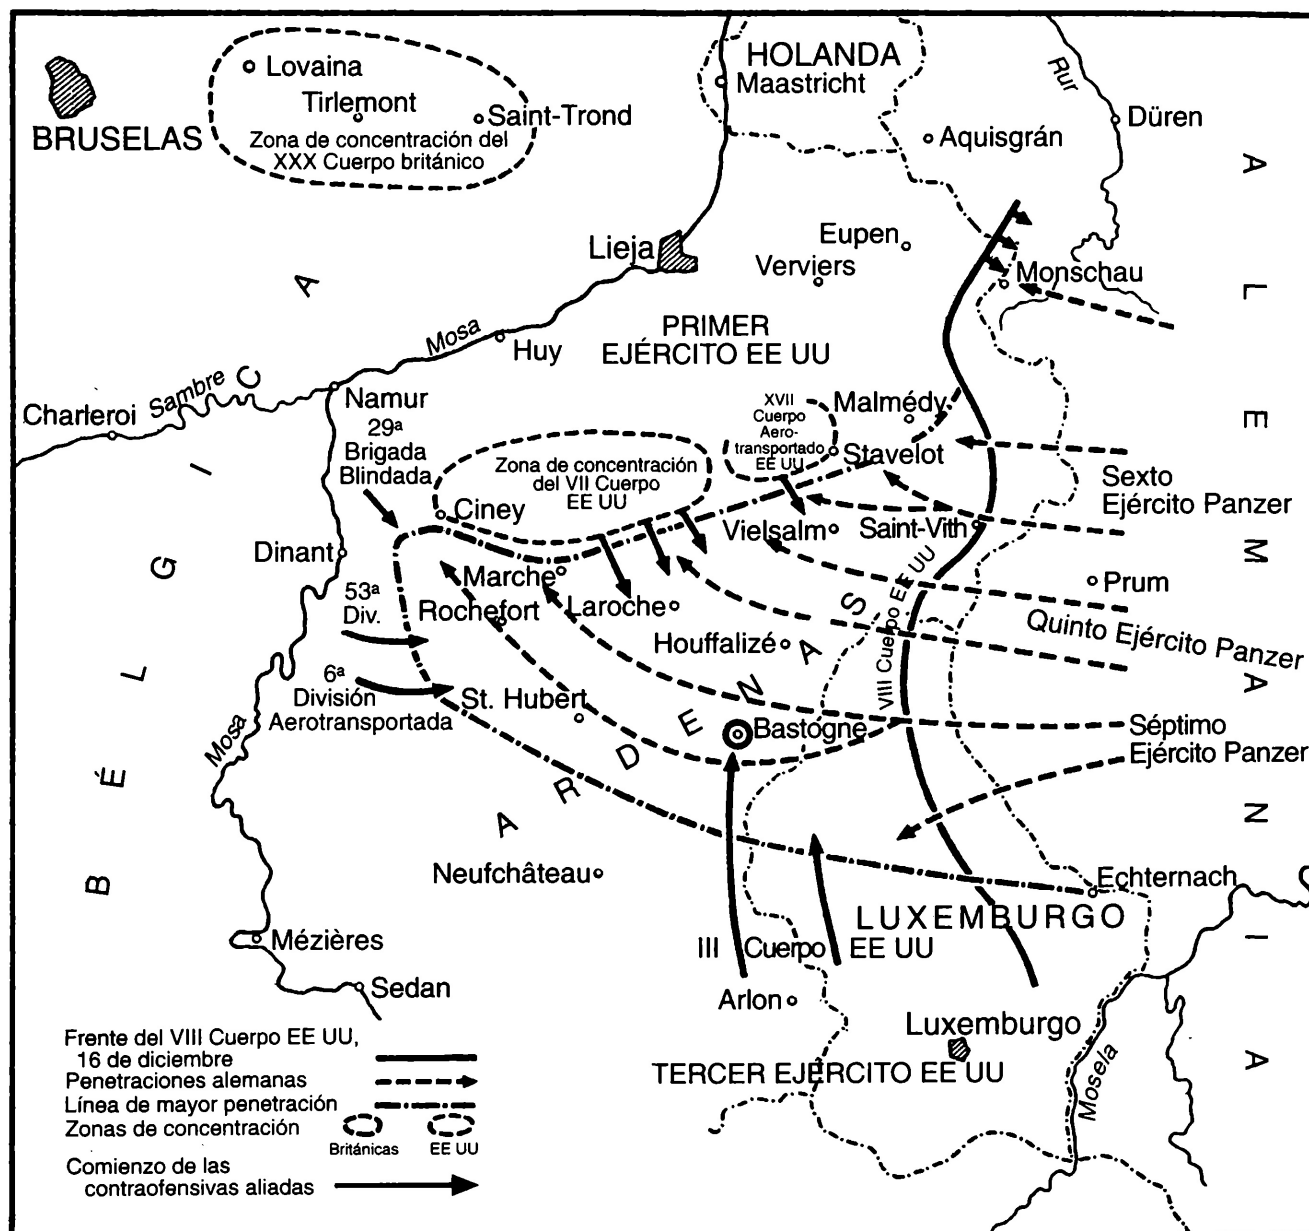 HOLANDA
Maastricht
Rur
Düren
Aquisgrán
Lovaina
Tirlemont
Saint-Trond
Zona de concentración del
XXX Cuerpo británico
BRUSELAS
Lieja
Eupen
Verviers
Monschau
PRIMER
EJÉRCITO EE UU
Mosa
Huy
Sambre
Charleroi
Namur
29ª
Brigada
Blindada
XVII
Cuerpo
Aero-
transportado
EE UU
Malmédy
Stavelot
Zona de concentración
del VII Cuerpo
EE UU
Ciney
Sexto
Ejército Panzer
Vielsalm
Saint-Vith
Dinant
Marche
Rochefort
Laroche
Prum
53ª
Div.
Houffalizé
VIII Cuerpo EE UU
Quinto Ejército Panzer
6ª
División
Aerotransportada
St. Hubert
Bastogne
Séptimo
Ejército Panzer
Mosa
ARDENAS
BÉLGICA
ALEMANIA
Neufchâteau
Echternach
LUXEMBURGO
III Cuerpo EE UU
Mézières
Sedan
Arlon
Luxemburgo
TERCER EJÉRCITO EE UU
Mosela
Frente del VIII Cuerpo EE UU,
16 de diciembre
Penetraciones alemanas
Línea de mayor penetración
Zonas de concentración
Británicas EE UU
Comienzo de las
contraofensivas aliadas